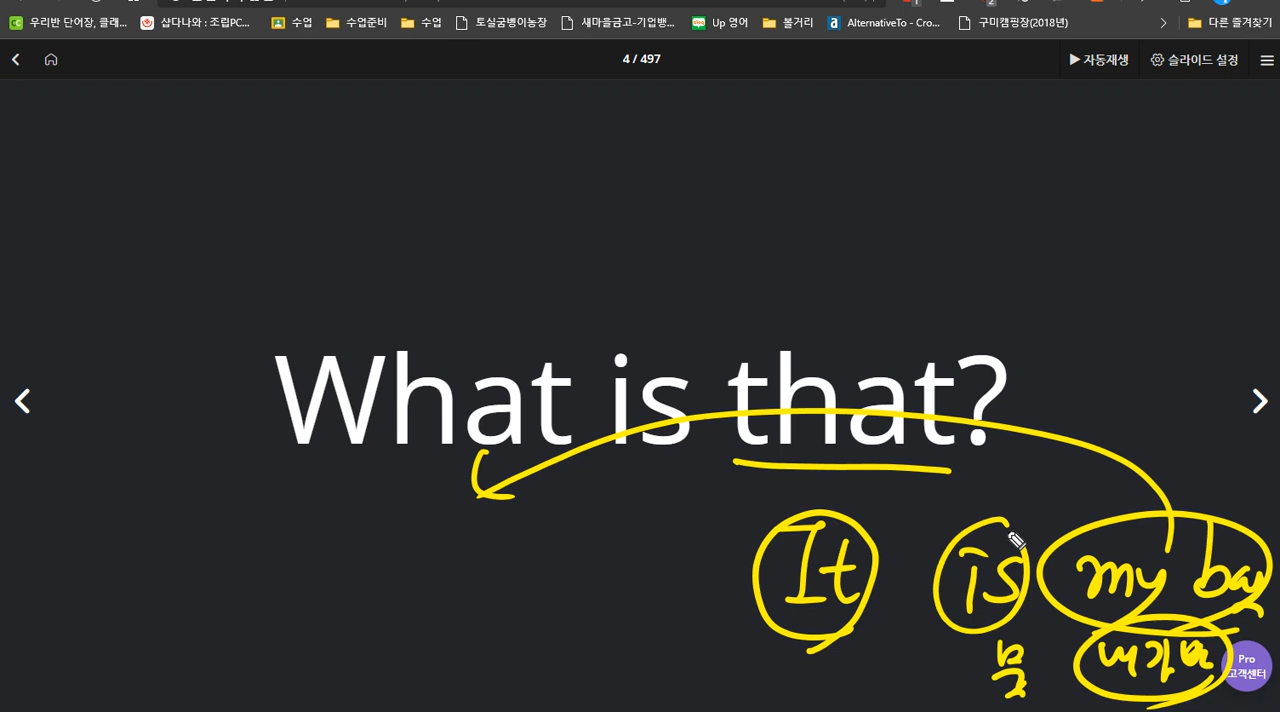 우리반 단어장, 클래... 샵다나와 : 조립PC... 수업 수업준비 수업 토실굼뱅이농장 새마을금고-기업뱅... Up 영어 볼거리 AlternativeTo - Cro... 구미캠핑장(2018년) 다른 즐겨찾기
4 / 497 ▶자동재생 슬라이드 설정
What is that?
It is my bag
내가방
Pro
고객센터